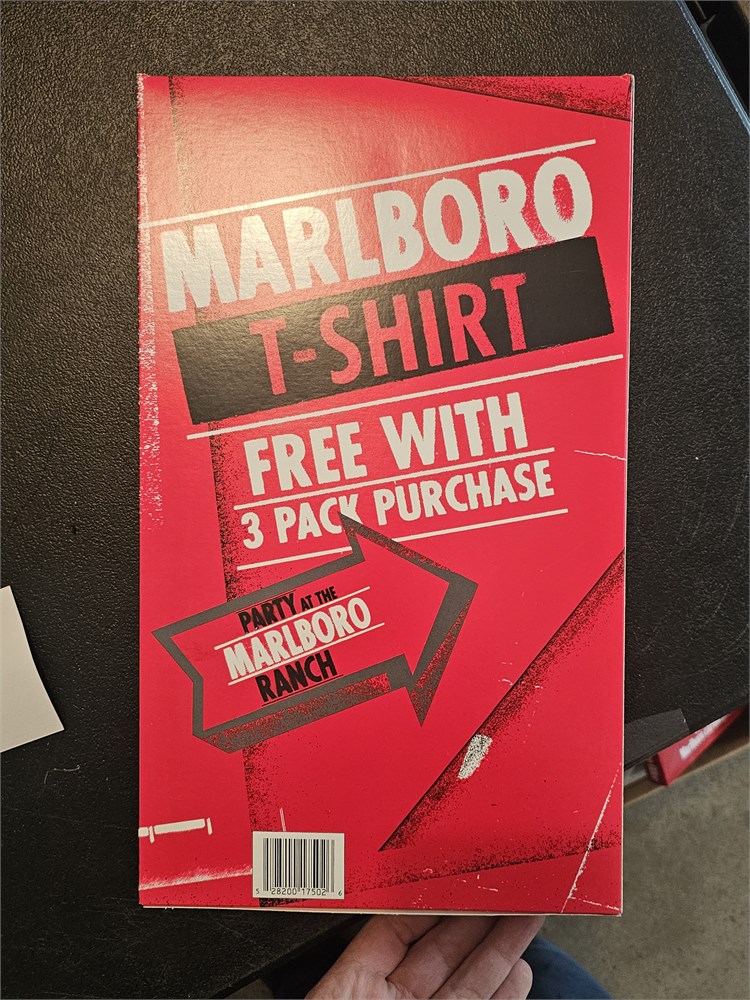 MARLBORO
T-SHIRT
FREE WITH
3 PACK PURCHASE
PARTY AT THE
MARLBORO
RANCH
5 28200 17502 6